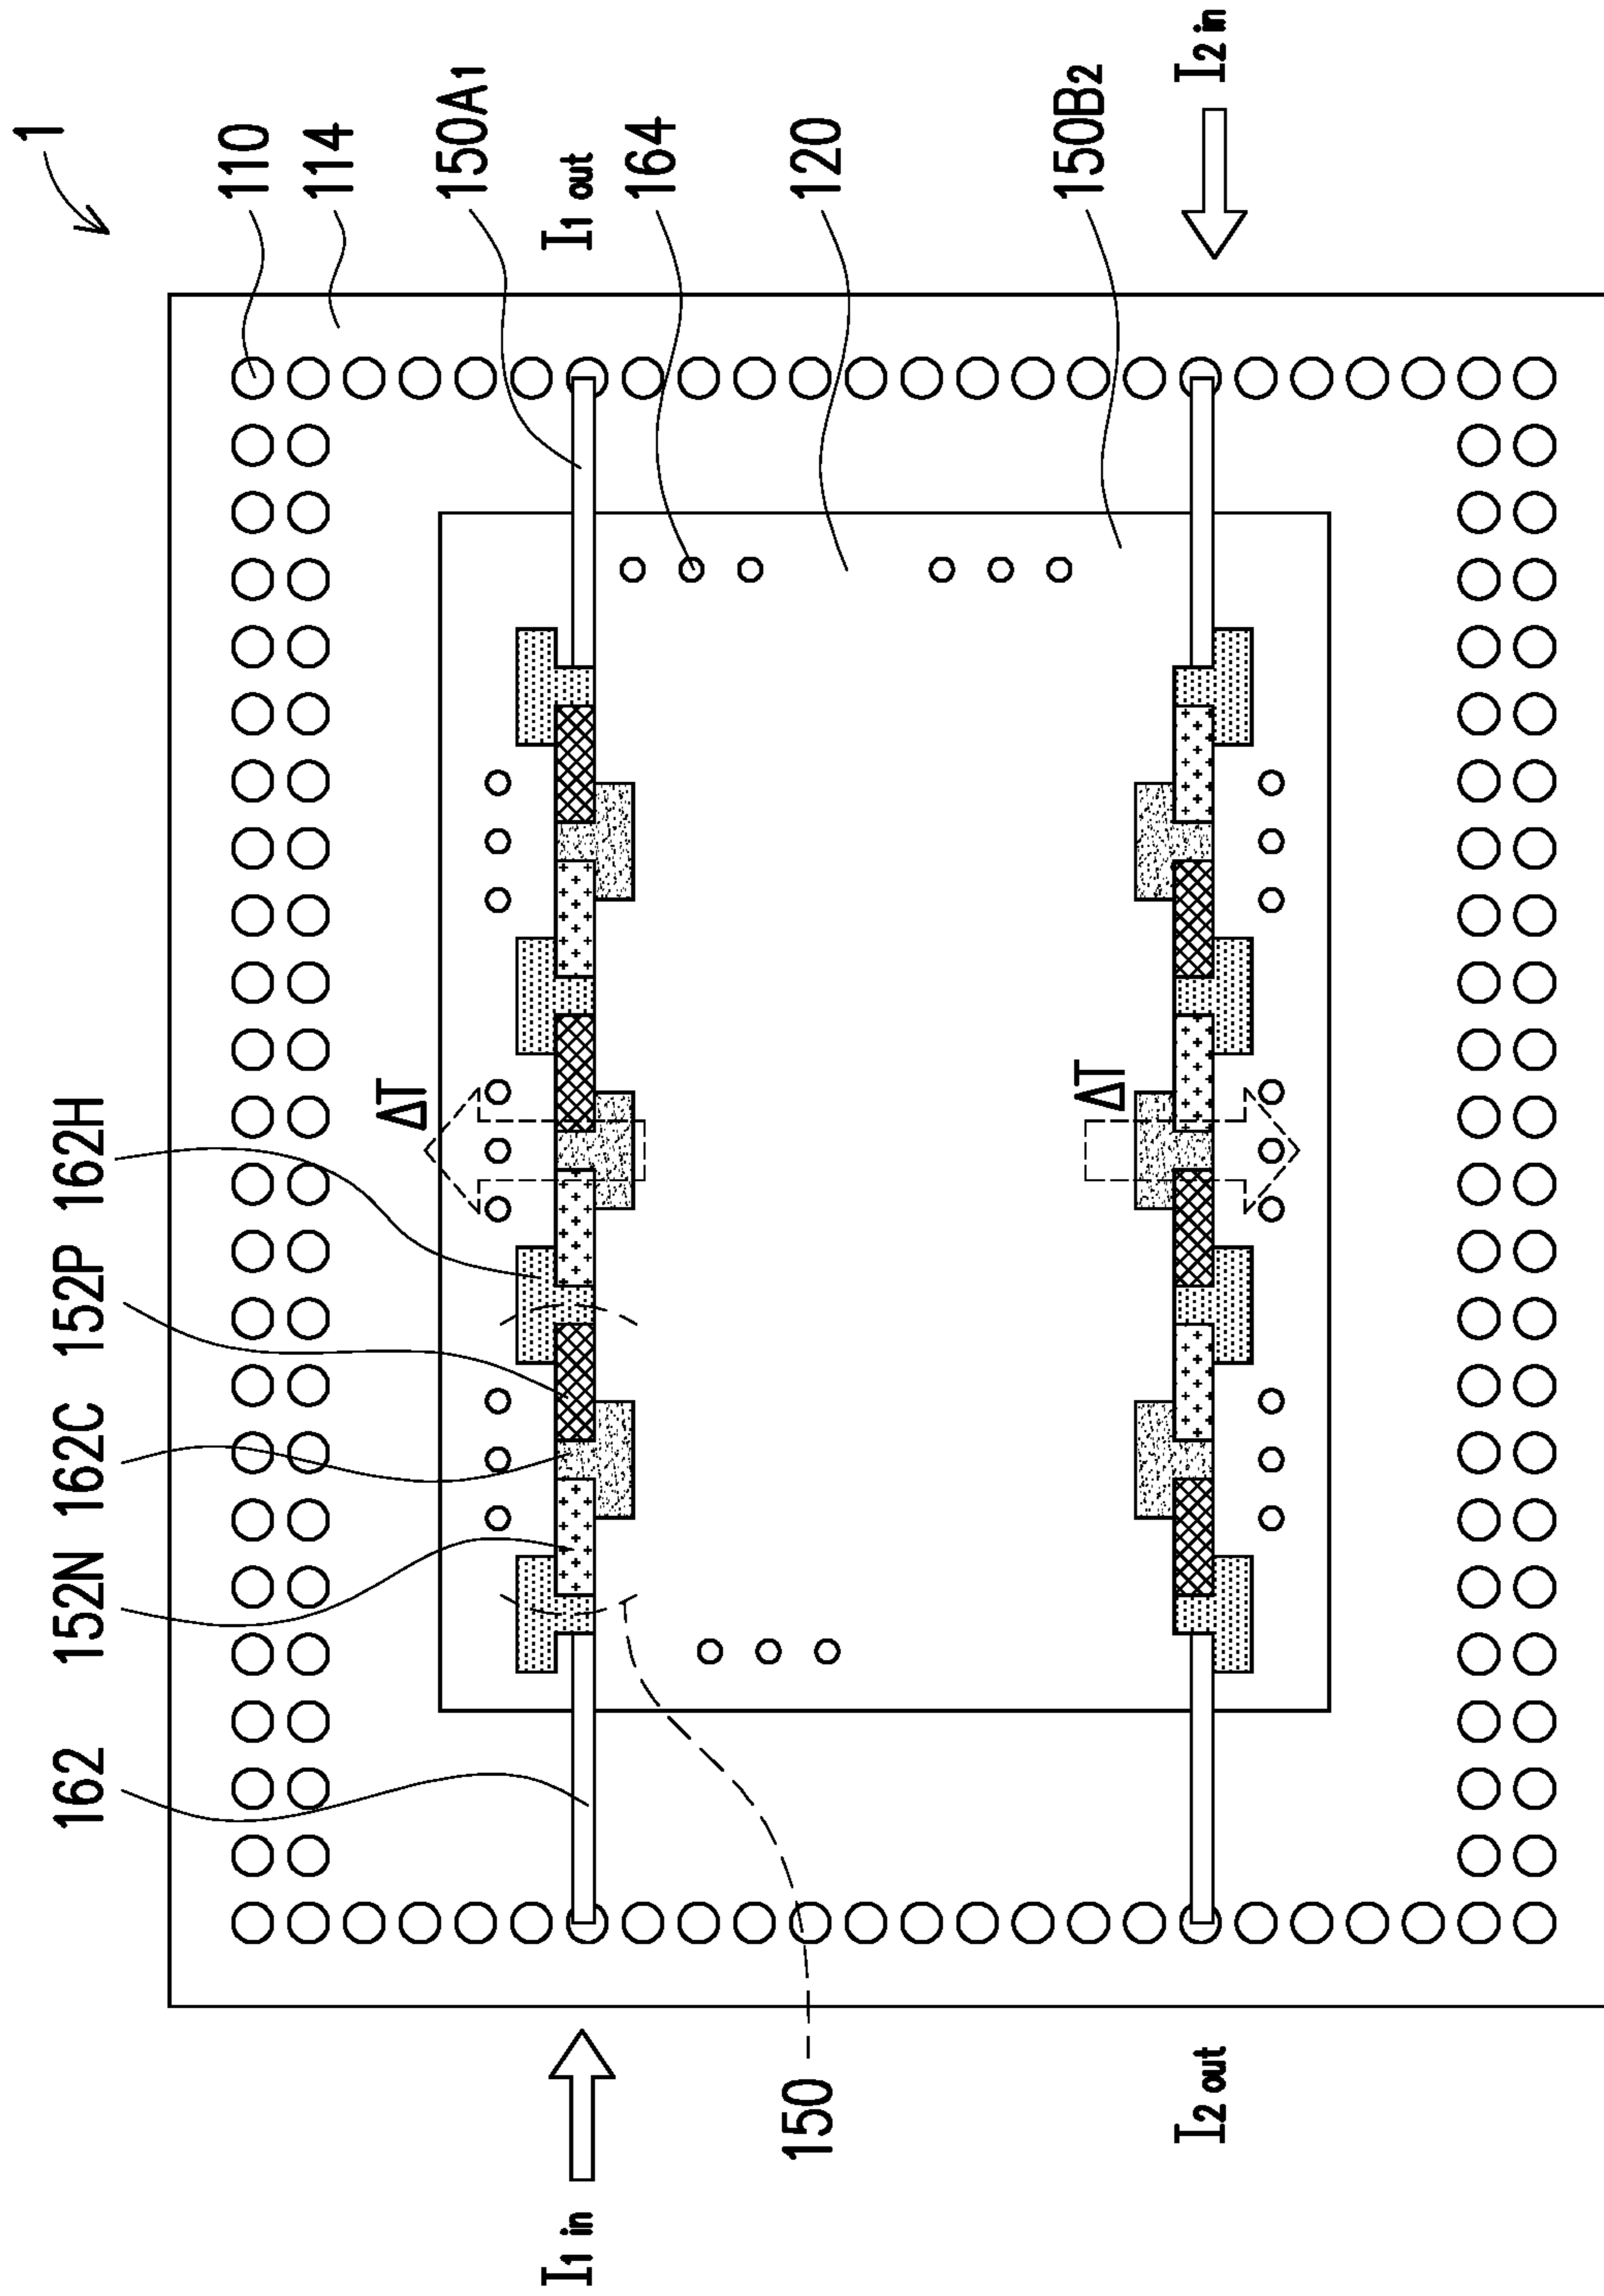 1
110
114
150A1
I1 out
164
120
150B2
I2 in
162
152N
162C
152P
162H
ΔT
ΔT
I1 in
150
I2 out